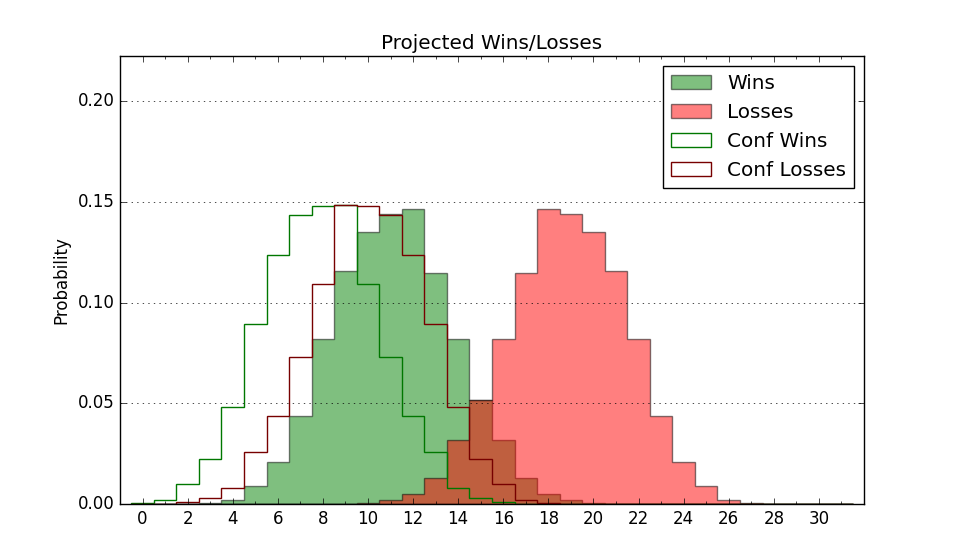 Projected Wins/Losses
Wins
Losses
Conf Wins
Conf Losses
Probability
0.20
0.15
0.10
0.05
0.00
0 2 4 6 8 10 12 14 16 18 20 22 24 26 28 30